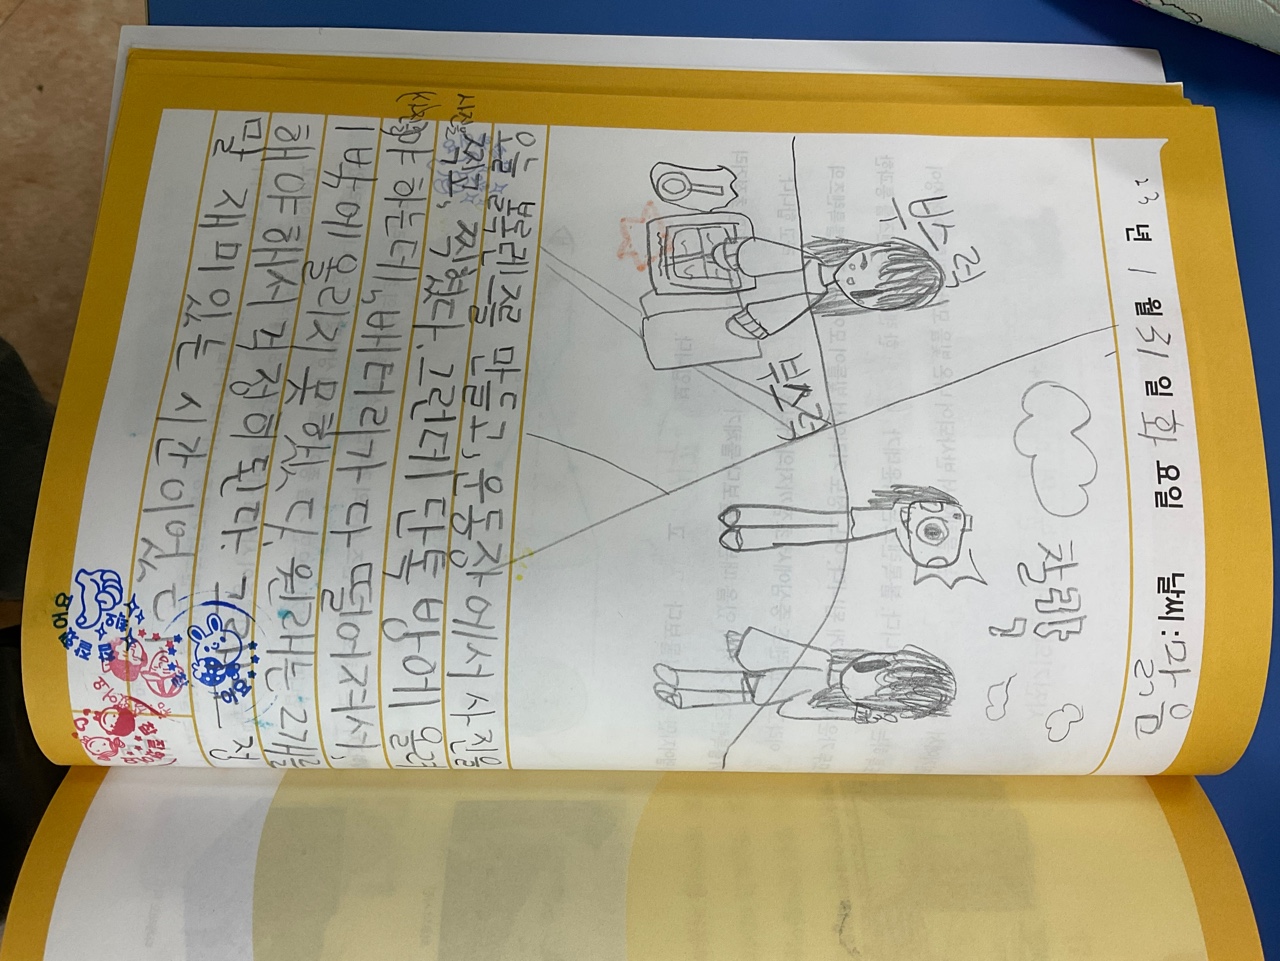 23 년 1 월 31 일 화 요일 날씨: 맑음
찰랑
부스럭
부스럭
오늘 볼록렌즈를 만들고, 운동장에서 사진을
사진을 찍고, 찍혔다. 그런데 단톡 방에 올려
(사진을) 야 하는데, 배터리가 다 떨어져서,
1 밖에 올리지 못했다. 원래는 2개를
해야해서 걱정히 된다. 그래도 정
말 재미있는 시간이었다